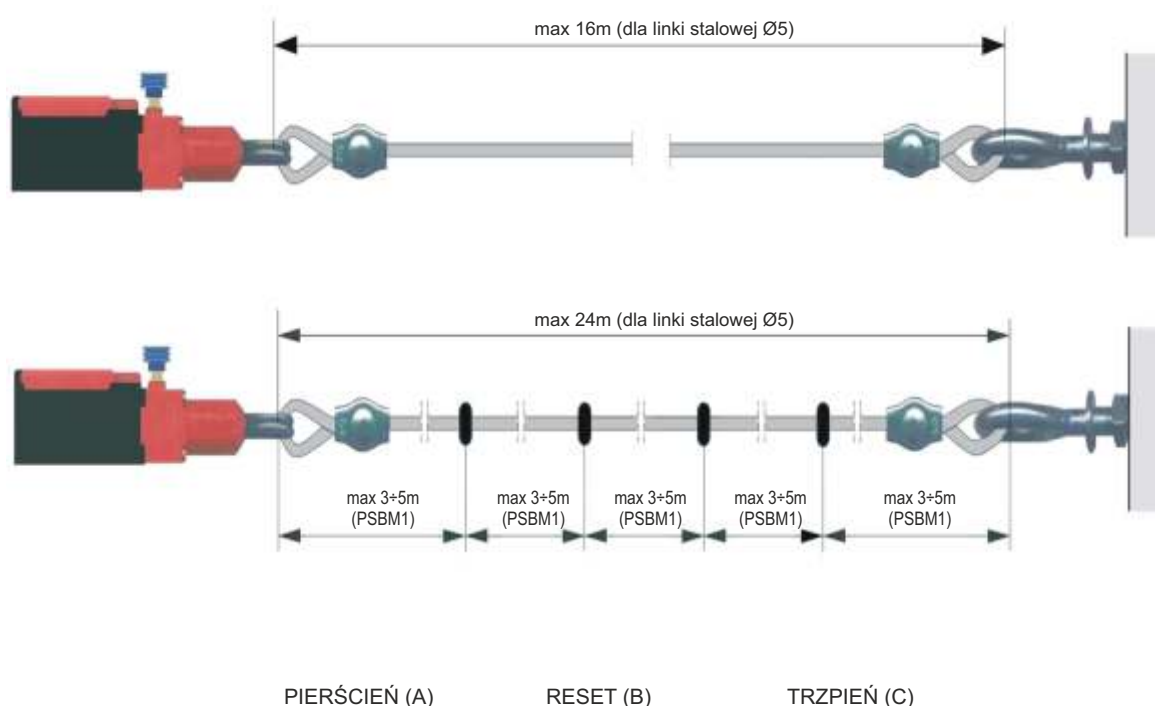 max 16m (dla linki stalowej Ø5)
max 24m (dla linki stalowej Ø5)
max 3÷5m max 3÷5m max 3÷5m max 3÷5m max 3÷5m
(PSBM1) (PSBM1) (PSBM1) (PSBM1) (PSBM1)
PIERŚCIEŃ (A) RESET (B) TRZPIEŃ (C)